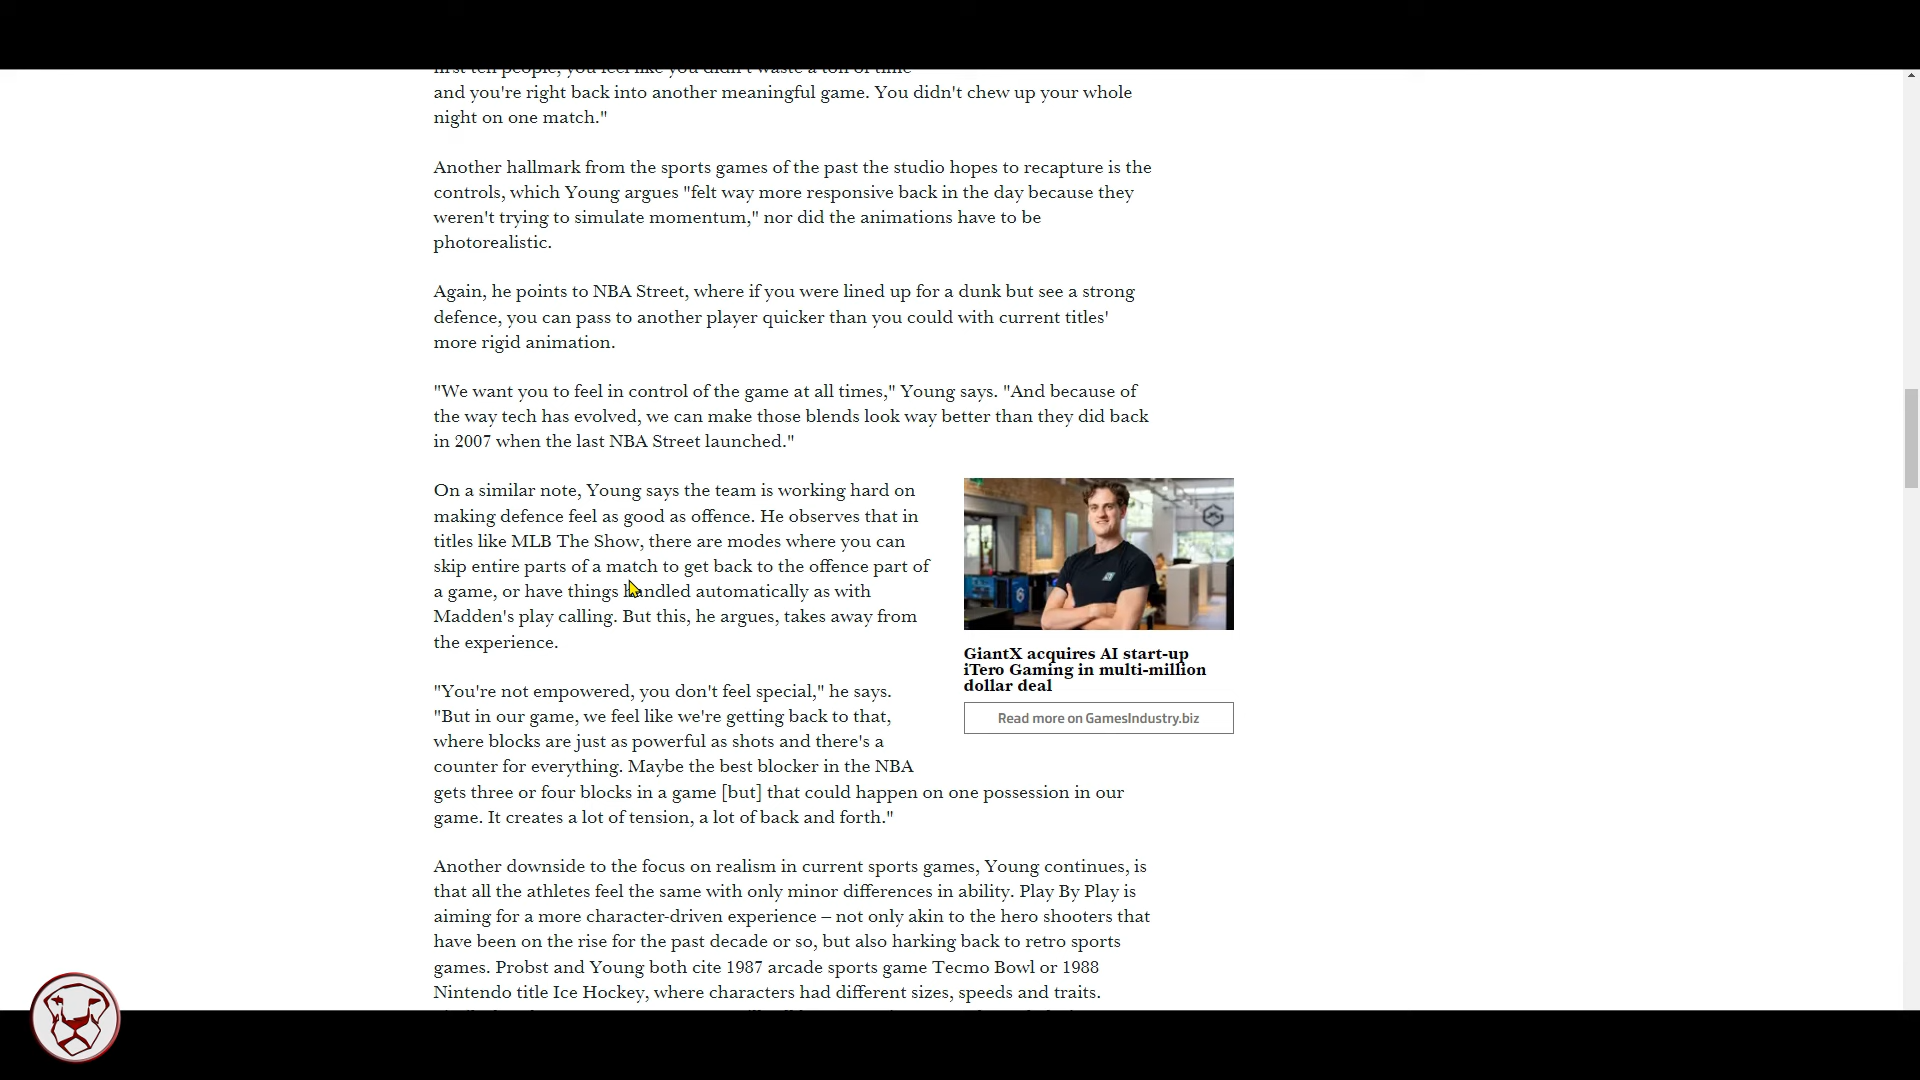 first ten people, you feel like you didn't waste a ton of time
and you're right back into another meaningful game. You didn't chew up your whole
night on one match."
Another hallmark from the sports games of the past the studio hopes to recapture is the
controls, which Young argues "felt way more responsive back in the day because they
weren't trying to simulate momentum," nor did the animations have to be
photorealistic.
Again, he points to NBA Street, where if you were lined up for a dunk but see a strong
defence, you can pass to another player quicker than you could with current titles'
more rigid animation.
"We want you to feel in control of the game at all times," Young says. "And because of
the way tech has evolved, we can make those blends look way better than they did back
in 2007 when the last NBA Street launched."
On a similar note, Young says the team is working hard on
making defence feel as good as offence. He observes that in
titles like MLB The Show, there are modes where you can
skip entire parts of a match to get back to the offence part of
a game, or have things handled automatically as with
Madden's play calling. But this, he argues, takes away from
the experience.
GiantX acquires AI start-up
iTero Gaming in multi-million
dollar deal
Read more on GamesIndustry.biz
"You're not empowered, you don't feel special," he says.
"But in our game, we feel like we're getting back to that,
where blocks are just as powerful as shots and there's a
counter for everything. Maybe the best blocker in the NBA
gets three or four blocks in a game [but] that could happen on one possession in our
game. It creates a lot of tension, a lot of back and forth."
Another downside to the focus on realism in current sports games, Young continues, is
that all the athletes feel the same with only minor differences in ability. Play By Play is
aiming for a more character-driven experience – not only akin to the hero shooters that
have been on the rise for the past decade or so, but also harking back to retro sports
games. Probst and Young both cite 1987 arcade sports game Tecmo Bowl or 1988
Nintendo title Ice Hockey, where characters had different sizes, speeds and traits.